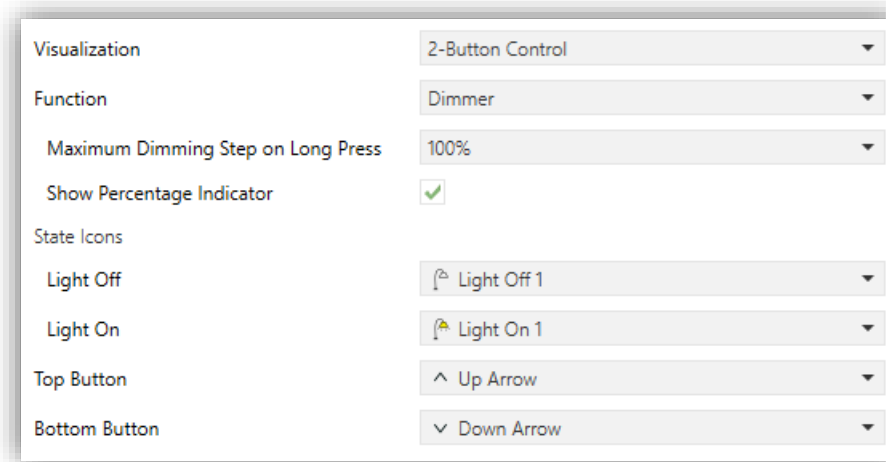 Visualization 2-Button Control
Function Dimmer
Maximum Dimming Step on Long Press 100%
Show Percentage Indicator
State Icons
Light Off Light Off 1
Light On Light On 1
Top Button Up Arrow
Bottom Button Down Arrow